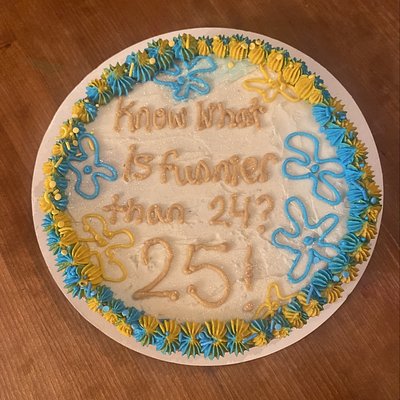 Know What
is funnier
than 24?
25!